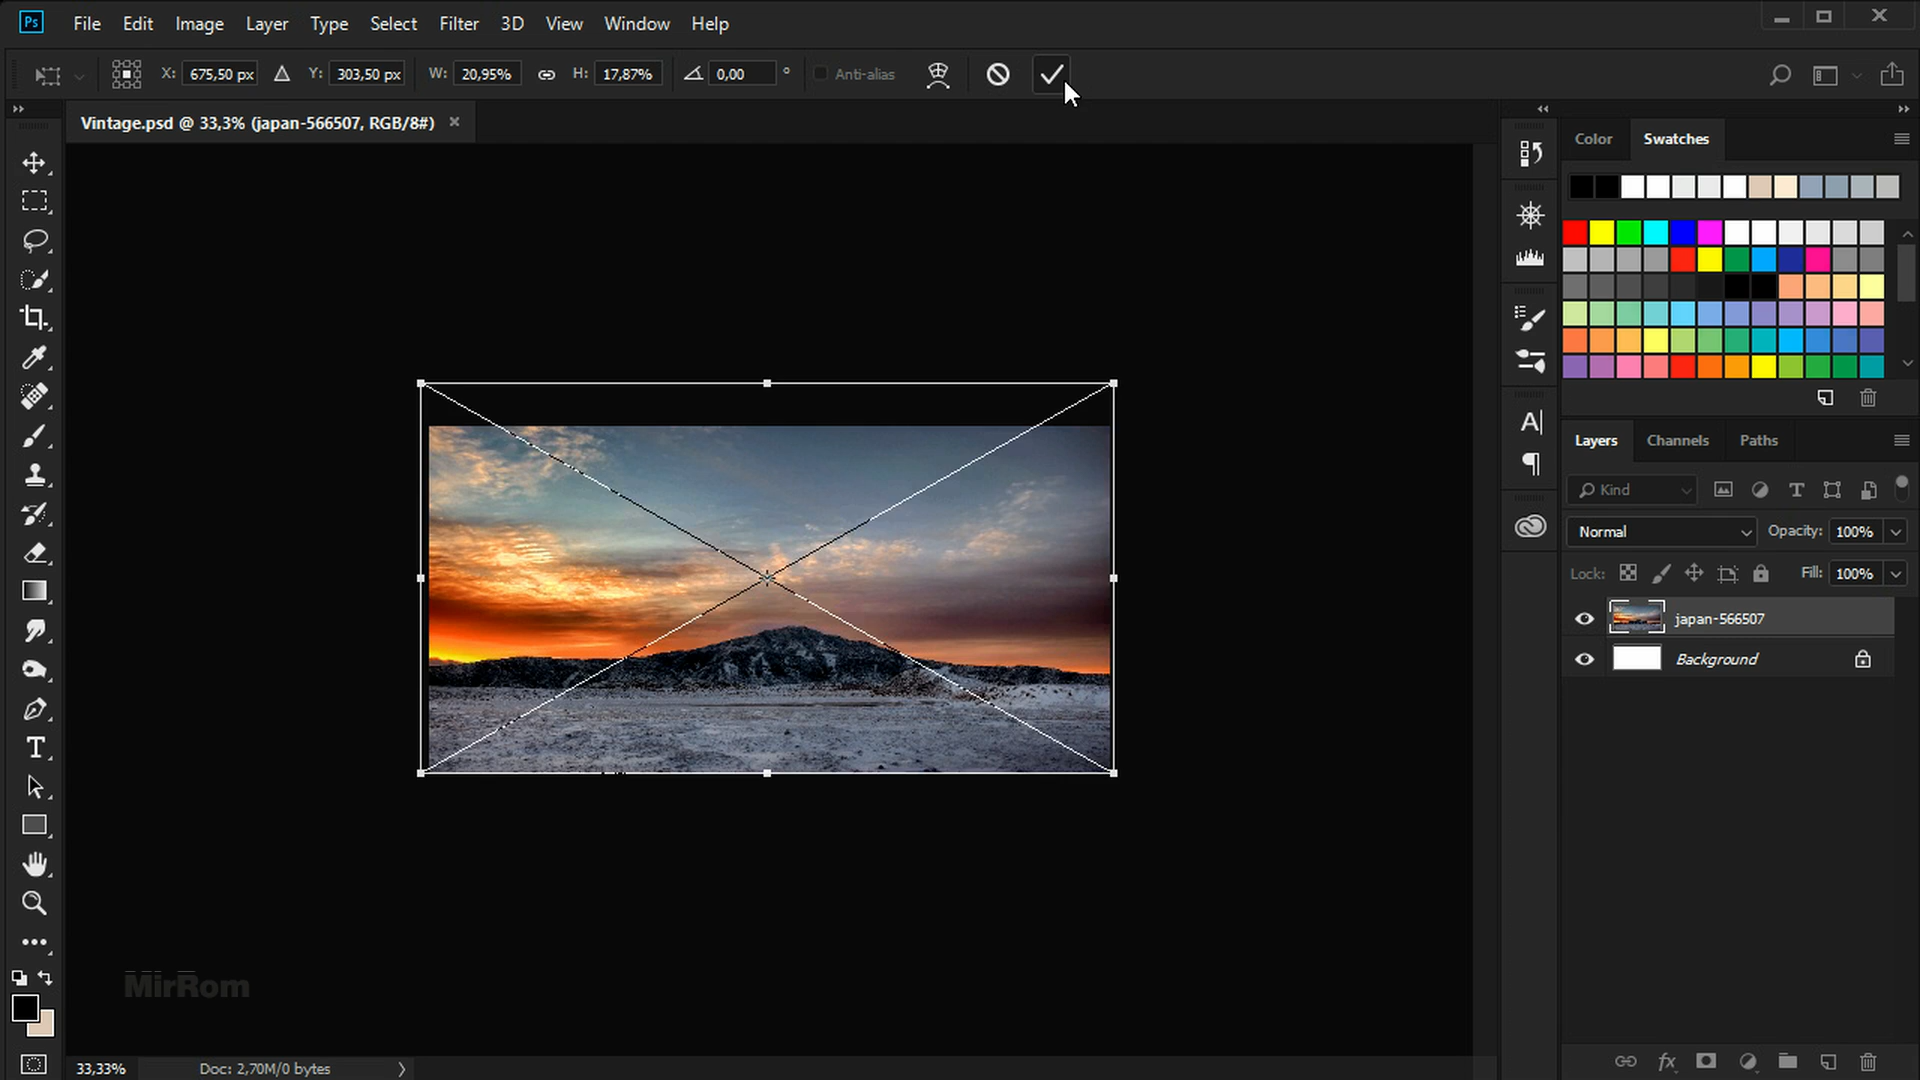 Ps File Edit Image Layer Type Select Filter 3D View Window Help
X: 675,50 px Y: 303,50 px W: 20,95% H: 17,87% 0,00 ° Anti-alias
Vintage.psd @ 33,3% (japan-566507, RGB/8#)
Color Swatches
Layers Channels Paths
Kind
Normal Opacity: 100%
Lock: Fill: 100%
japan-566507
Background
MirRom
33,33% Doc: 2,70M/0 bytes